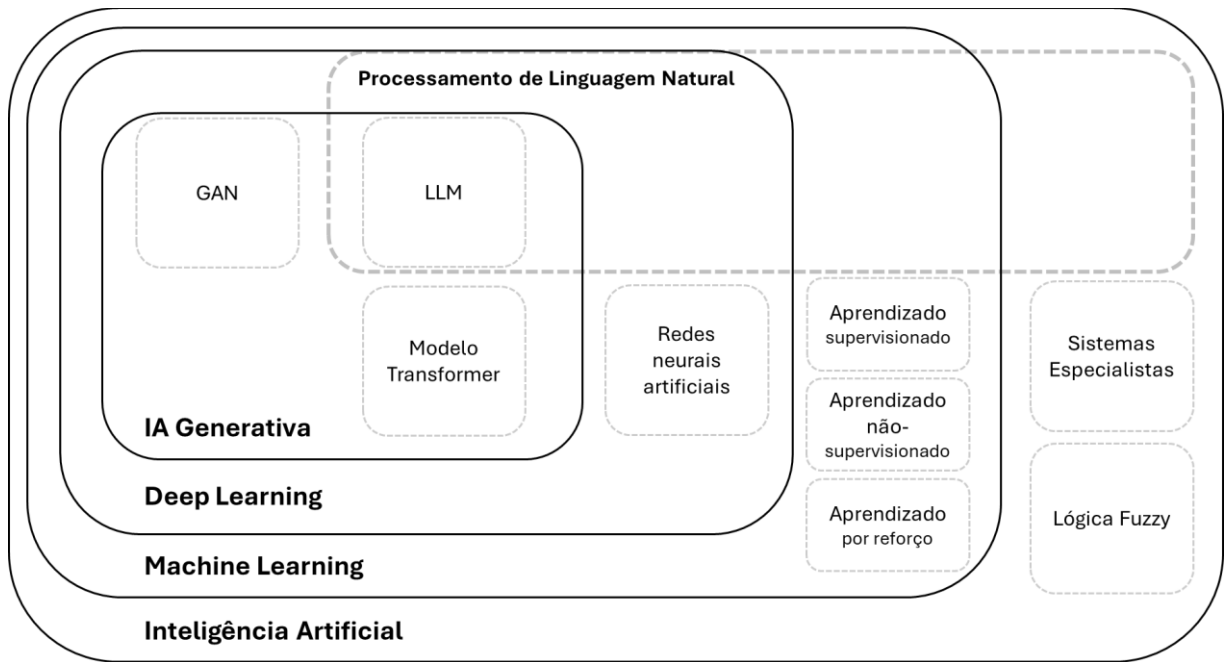 Processamento de Linguagem Natural
GAN
LLM
Modelo
Transformer
Redes
neurais
artificiais
Aprendizado
supervisionado
Aprendizado
não-
supervisionado
Aprendizado
por reforço
Sistemas
Especialistas
Lógica Fuzzy
IA Generativa
Deep Learning
Machine Learning
Inteligência Artificial